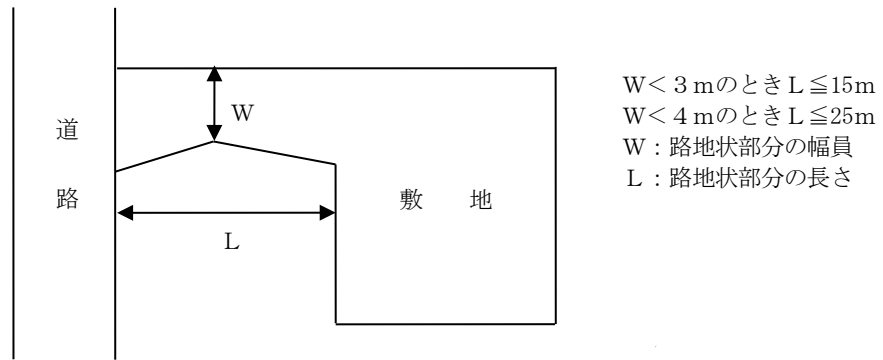 道
路
W
L
敷　地
W＜３ｍのときＬ≦15ｍ
W＜４ｍのときＬ≦25ｍ
W：路地状部分の幅員
Ｌ：路地状部分の長さ